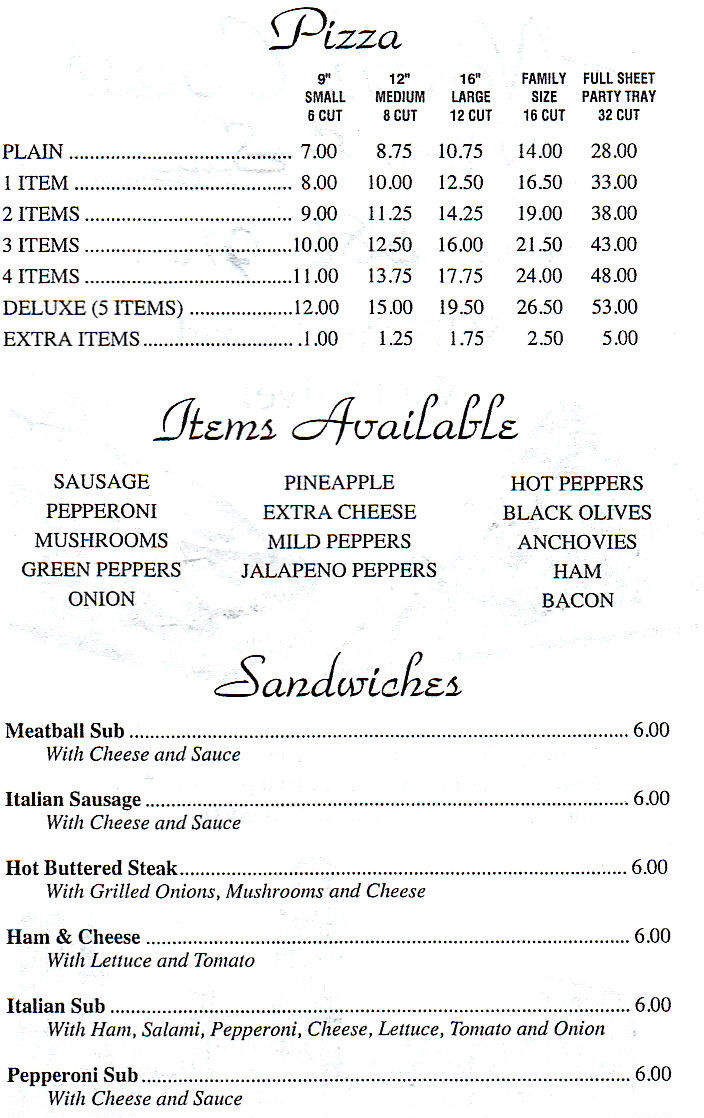 Pizza
9" 12" 16" FAMILY FULL SHEET
SMALL MEDIUM LARGE SIZE PARTY TRAY
6 CUT 8 CUT 12 CUT 16 CUT 32 CUT
PLAIN ........................................... 7.00 8.75 10.75 14.00 28.00
1 ITEM .......................................... 8.00 10.00 12.50 16.50 33.00
2 ITEMS ........................................ 9.00 11.25 14.25 19.00 38.00
3 ITEMS ........................................10.00 12.50 16.00 21.50 43.00
4 ITEMS ........................................11.00 13.75 17.75 24.00 48.00
DELUXE (5 ITEMS) ....................12.00 15.00 19.50 26.50 53.00
EXTRA ITEMS............................. .1.00 1.25 1.75 2.50 5.00
Items Available
SAUSAGE PINEAPPLE HOT PEPPERS
PEPPERONI EXTRA CHEESE BLACK OLIVES
MUSHROOMS MILD PEPPERS ANCHOVIES
GREEN PEPPERS JALAPENO PEPPERS HAM
ONION BACON
Sandwiches
Meatball Sub ................................................................................................ 6.00
With Cheese and Sauce
Italian Sausage ............................................................................................. 6.00
With Cheese and Sauce
Hot Buttered Steak...................................................................................... 6.00
With Grilled Onions, Mushrooms and Cheese
Ham & Cheese ............................................................................................. 6.00
With Lettuce and Tomato
Italian Sub .................................................................................................... 6.00
With Ham, Salami, Pepperoni, Cheese, Lettuce, Tomato and Onion
Pepperoni Sub.............................................................................................. 6.00
With Cheese and Sauce